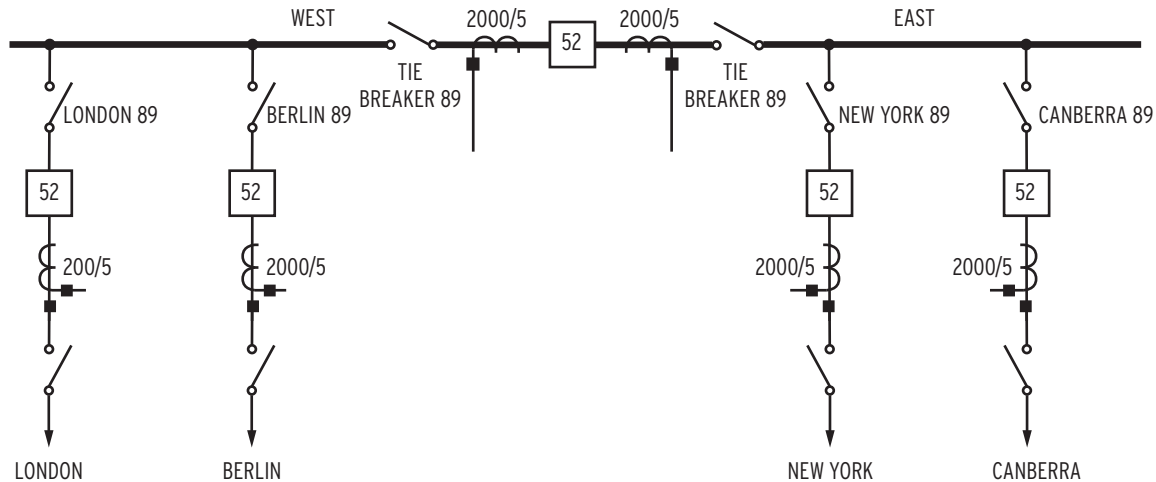 WEST
2000/5
2000/5
EAST
52
TIE
BREAKER 89
TIE
BREAKER 89
LONDON 89
BERLIN 89
NEW YORK 89
CANBERRA 89
52
52
52
52
200/5
2000/5
2000/5
2000/5
LONDON
BERLIN
NEW YORK
CANBERRA